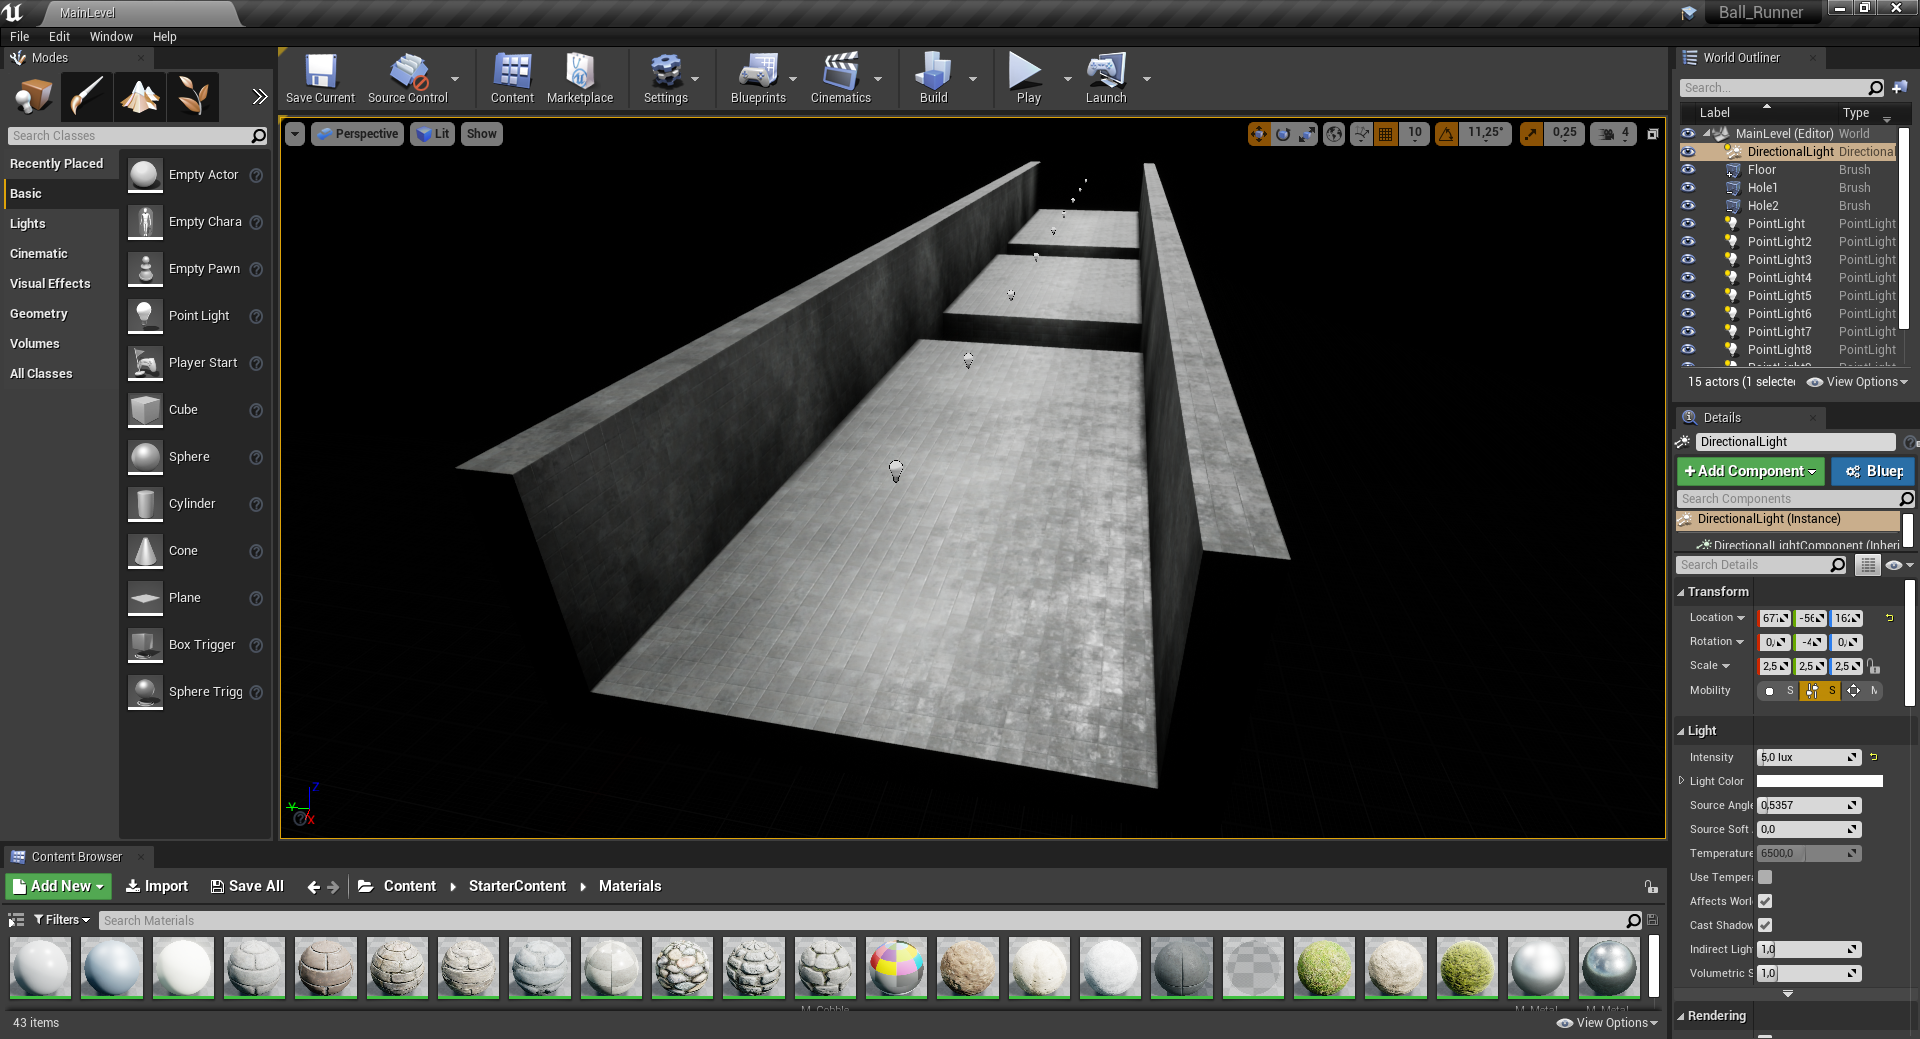 MainLevel
Ball_Runner
File Edit Window Help
Modes
Save Current Source Control Content Marketplace Settings Blueprints Cinematics Build Play Launch
World Outliner
Search...
Search Classes
Label Type
Perspective Lit Show
10 11,25° 0,25 4
Recently Placed
Basic
Lights
Cinematic
Visual Effects
Geometry
Volumes
All Classes
Empty Actor
Empty Chara
Empty Pawn
Point Light
Player Start
Cube
Sphere
Cylinder
Cone
Plane
Box Trigger
Sphere Trigg
MainLevel (Editor) World
DirectionalLight Directional
Floor Brush
Hole1 Brush
Hole2 Brush
PointLight PointLight
PointLight2 PointLight
PointLight3 PointLight
PointLight4 PointLight
PointLight5 PointLight
PointLight6 PointLight
PointLight7 PointLight
PointLight8 PointLight
15 actors (1 selected View Options
Details
DirectionalLight
+Add Component Bluep
Search Components
DirectionalLight (Instance)
DirectionalLightComponent (Inheri
Search Details
Transform
Location 677 -56 162
Rotation 0, -4 0,
Scale 2,5 2,5 2,5
Mobility S S M
Light
Intensity 5,0 lux
Light Color
Source Angle 0,5357
Source Soft 0,0
Temperature 6500,0
Use Tempera
Affects Worl
Cast Shadow
Indirect Ligh 1,0
Volumetric S 1,0
Rendering
Z
Y
X
Content Browser
Add New Import Save All Content StarterContent Materials
Filters Search Materials
M_Cobble M_Metal M_Metal
43 items View Options